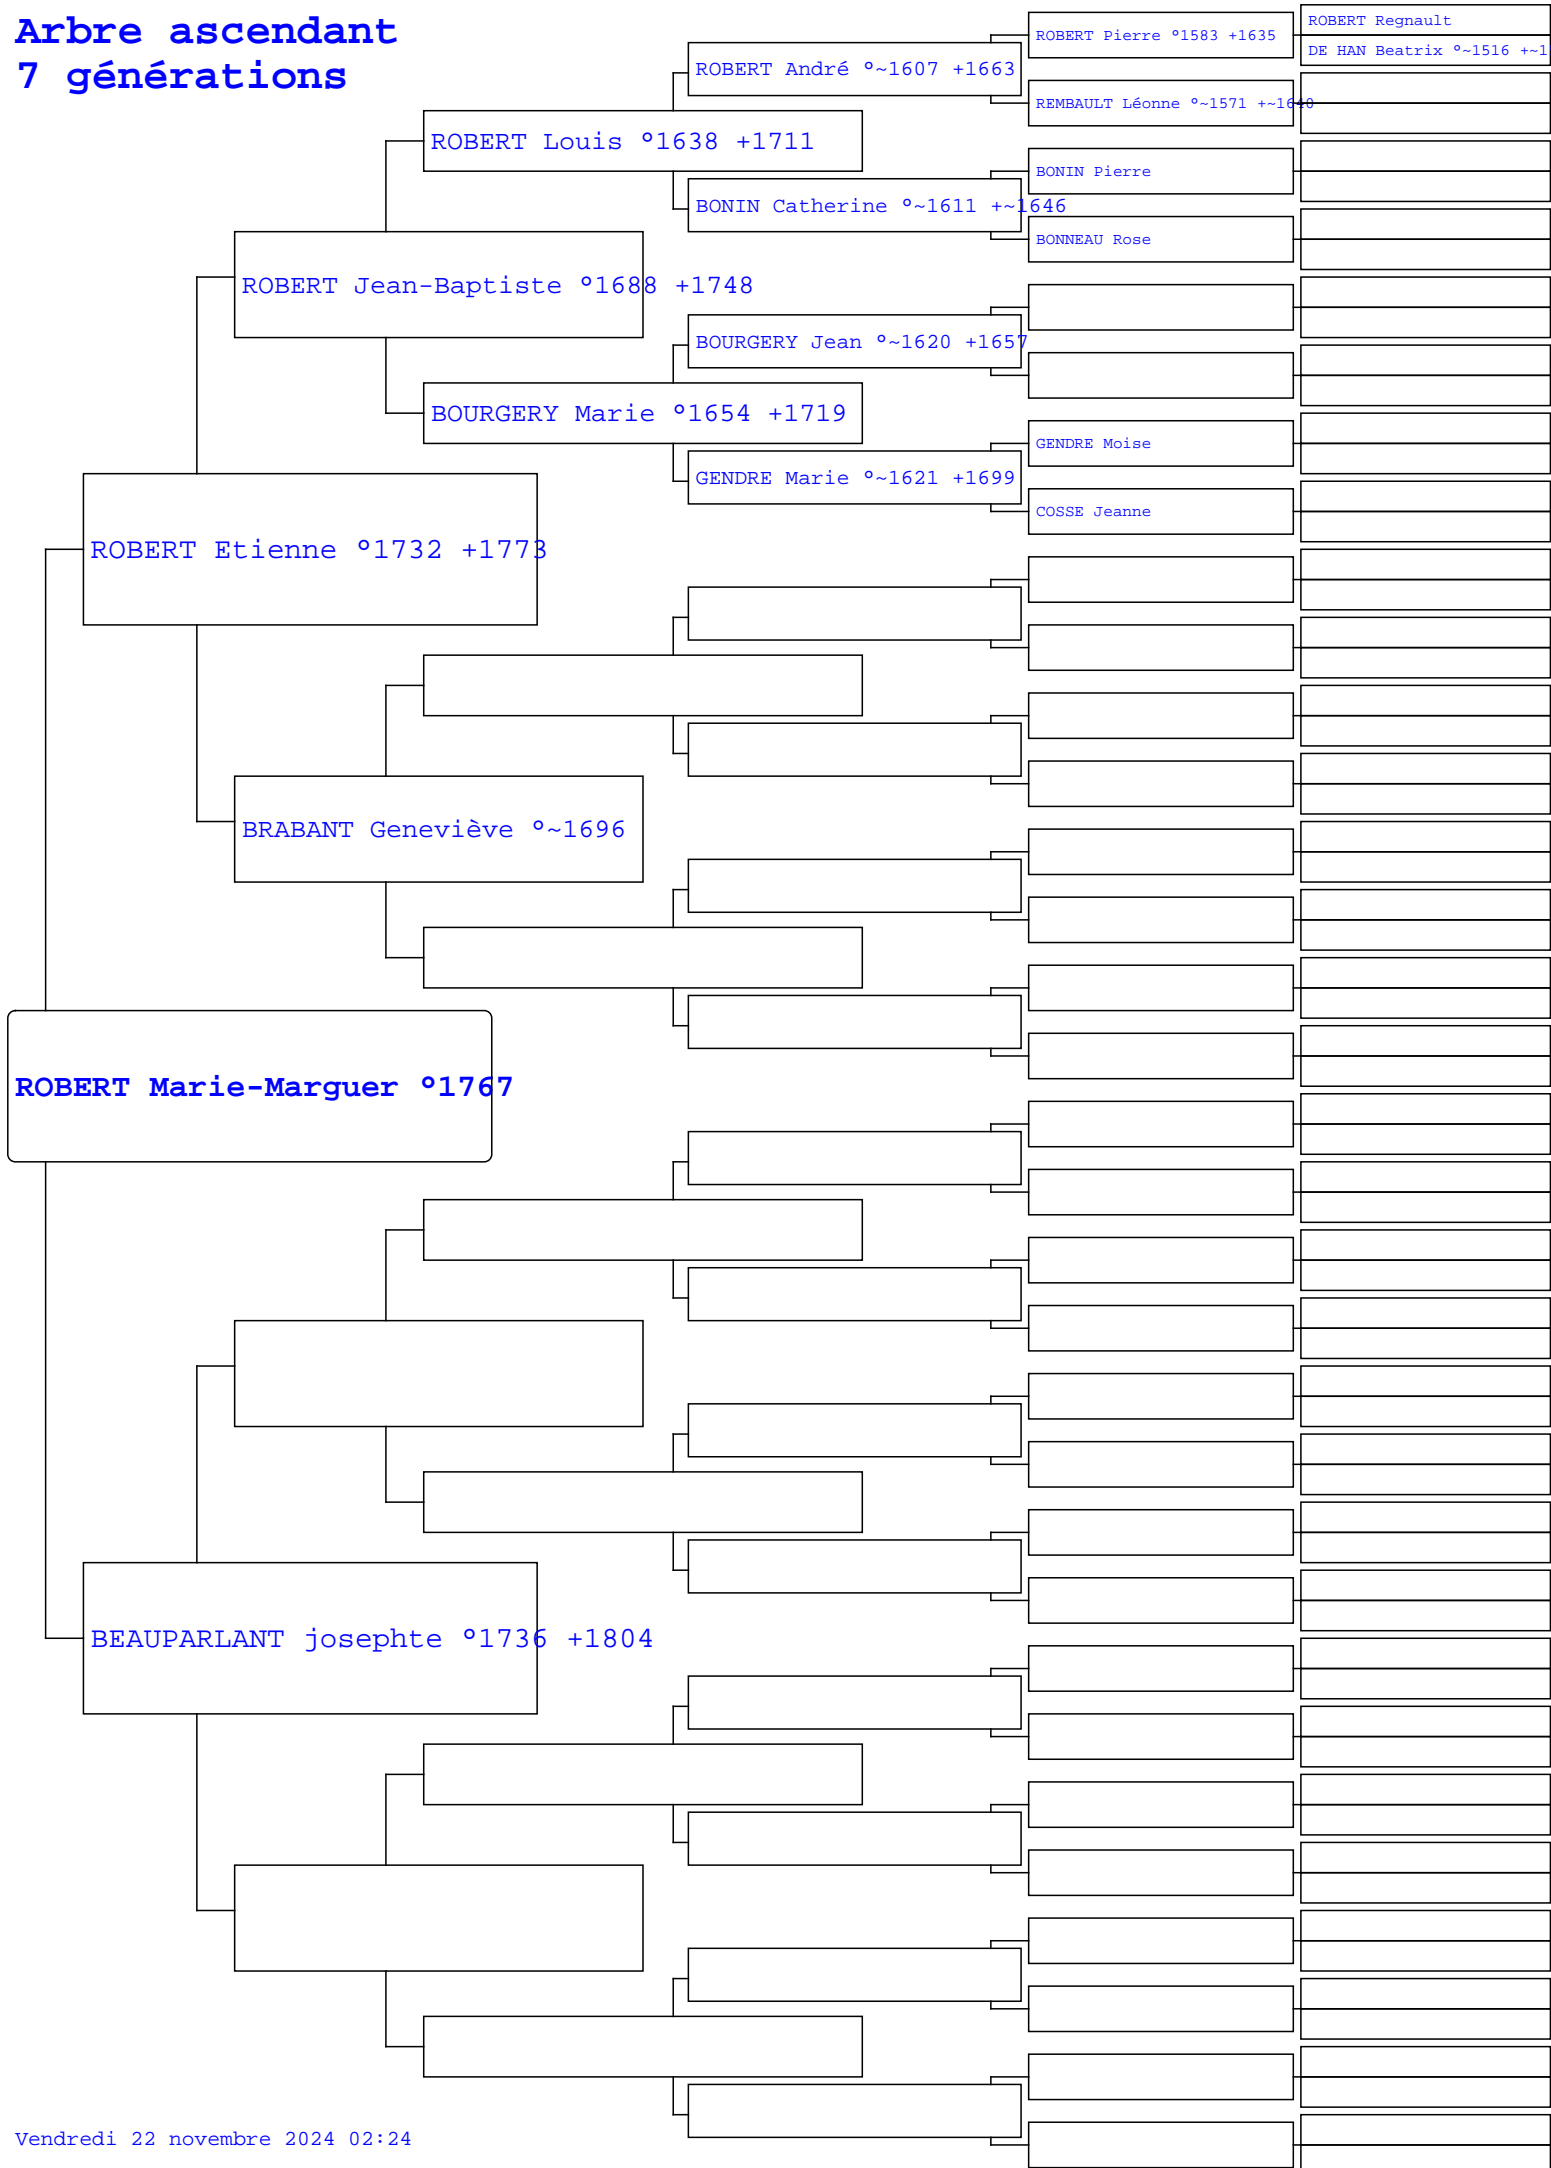 Arbre ascendant
7 générations
ROBERT Regnault
ROBERT Pierre °1583 +1635
DE HAN Beatrix °~1516 +~1
ROBERT André °~1607 +1663
REMBAULT Léonne °~1571 +~1640
ROBERT Louis °1638 +1711
BONIN Pierre
BONIN Catherine °~1611 +~1646
BONNEAU Rose
ROBERT Jean-Baptiste °1688 +1748
BOURGERY Jean °~1620 +1657
BOURGERY Marie °1654 +1719
GENDRE Moise
GENDRE Marie °~1621 +1699
COSSE Jeanne
ROBERT Etienne °1732 +1773
BRABANT Geneviève °~1696
ROBERT Marie-Marguer °1767
BEAUPARLANT josephte °1736 +1804
Vendredi 22 novembre 2024 02:24